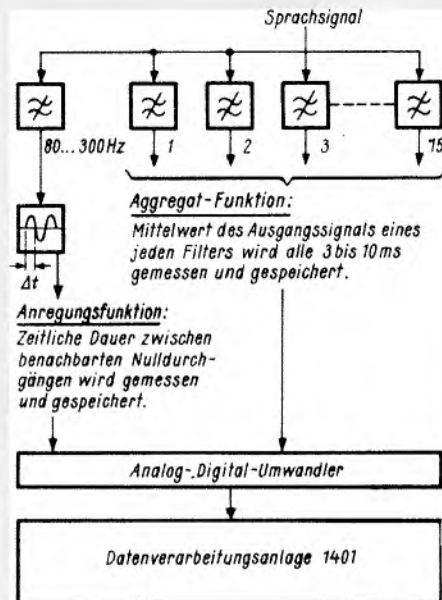 Sprachsignal
80...300Hz 1 2 3 15
Δt
Aggregat-Funktion:
Mittelwert des Ausgangssignals eines
jeden Filters wird alle 3 bis 10 ms
gemessen und gespeichert.
Anregungsfunktion:
Zeitliche Dauer zwischen
benachbarten Nulldurch-
gängen wird gemessen
und gespeichert.
Analog-Digital-Umwandler
Datenverarbeitungsanlage 1401